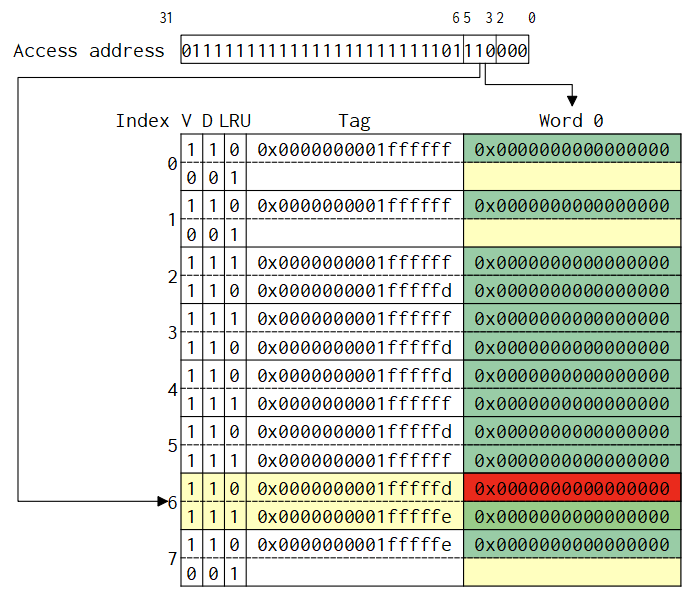 31 6 5 3 2 0
Access address 01111111111111111111111101110000
Index V D LRU Tag Word 0
0 1 1 0 0x0000000001ffffff 0x0000000000000000
0 0 1
1 1 1 0 0x0000000001ffffff 0x0000000000000000
0 0 1
2 1 1 1 0x0000000001ffffff 0x0000000000000000
1 1 0 0x0000000001fffffd 0x0000000000000000
3 1 1 1 0x0000000001ffffff 0x0000000000000000
1 1 0 0x0000000001fffffd 0x0000000000000000
4 1 1 0 0x0000000001fffffd 0x0000000000000000
1 1 1 0x0000000001ffffff 0x0000000000000000
5 1 1 0 0x0000000001fffffd 0x0000000000000000
1 1 1 0x0000000001ffffff 0x0000000000000000
6 1 1 0 0x0000000001fffffd 0x0000000000000000
1 1 1 0x0000000001fffffe 0x0000000000000000
7 1 1 0 0x0000000001fffffe 0x0000000000000000
0 0 1